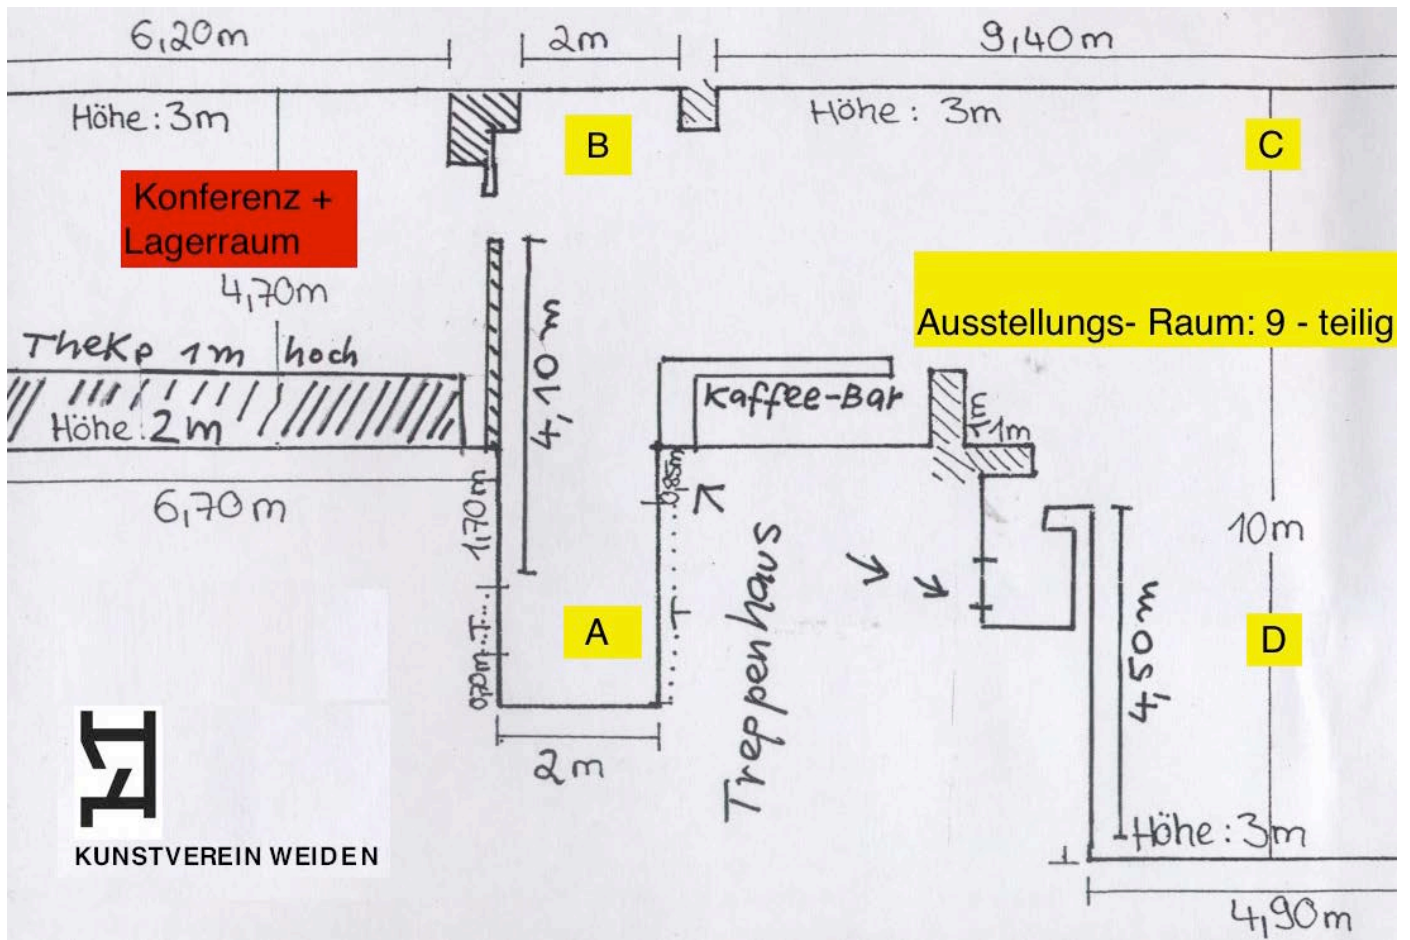 6,20m
2m
9,40m
Höhe: 3m
Höhe: 3m
B
C
Konferenz +
Lagerraum
4,70m
4,10m
Ausstellungs- Raum: 9 - teilig
Theke 1m hoch
Höhe: 2m
Kaffee-Bar
1m
6,70m
1,70m
0,85m
10m
Treppenhaus
A
T
T
D
4,50m
0,70m
2m
Höhe: 3m
KUNSTVEREIN WEIDEN
4,90m